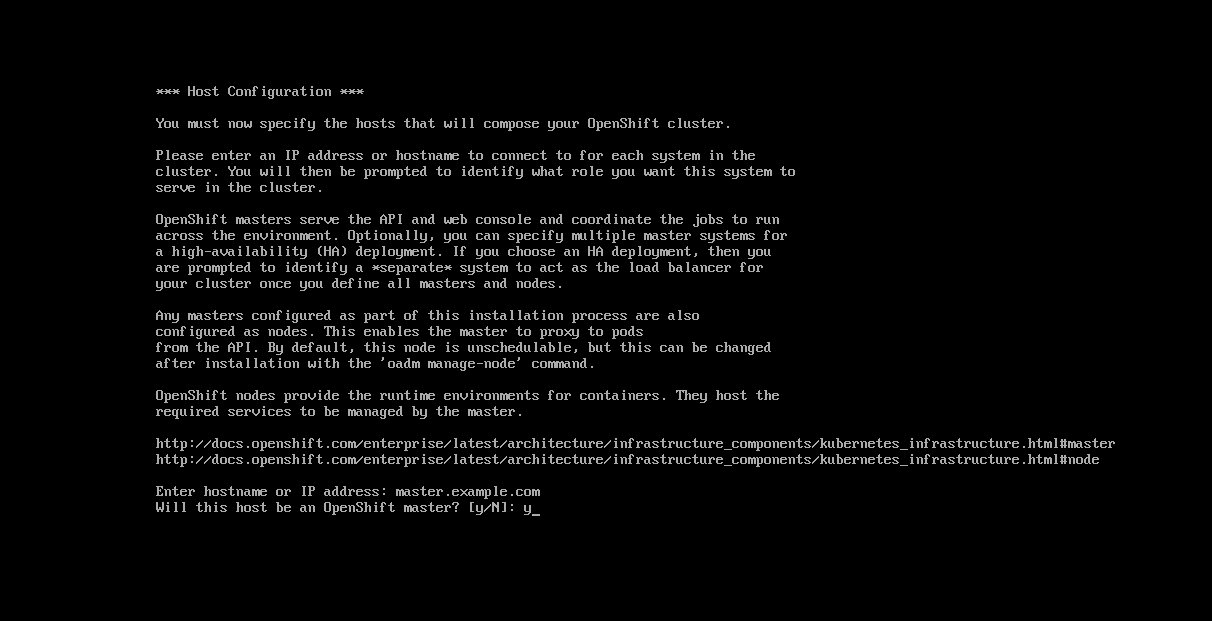 *** Host Configuration ***
You must now specify the hosts that will compose your OpenShift cluster.
Please enter an IP address or hostname to connect to for each system in the
cluster. You will then be prompted to identify what role you want this system to
serve in the cluster.
OpenShift masters serve the API and web console and coordinate the jobs to run
across the environment. Optionally, you can specify multiple master systems for
a high-availability (HA) deployment. If you choose an HA deployment, then you
are prompted to identify a *separate* system to act as the load balancer for
your cluster once you define all masters and nodes.
Any masters configured as part of this installation process are also
configured as nodes. This enables the master to proxy to pods
from the API. By default, this node is unschedulable, but this can be changed
after installation with the 'oadm manage-node' command.
OpenShift nodes provide the runtime environments for containers. They host the
required services to be managed by the master.
http://docs.openshift.com/enterprise/latest/architecture/infrastructure_components/kubernetes_infrastructure.html#master
http://docs.openshift.com/enterprise/latest/architecture/infrastructure_components/kubernetes_infrastructure.html#node
Enter hostname or IP address: master.example.com
Will this host be an OpenShift master? [y/N]: y_